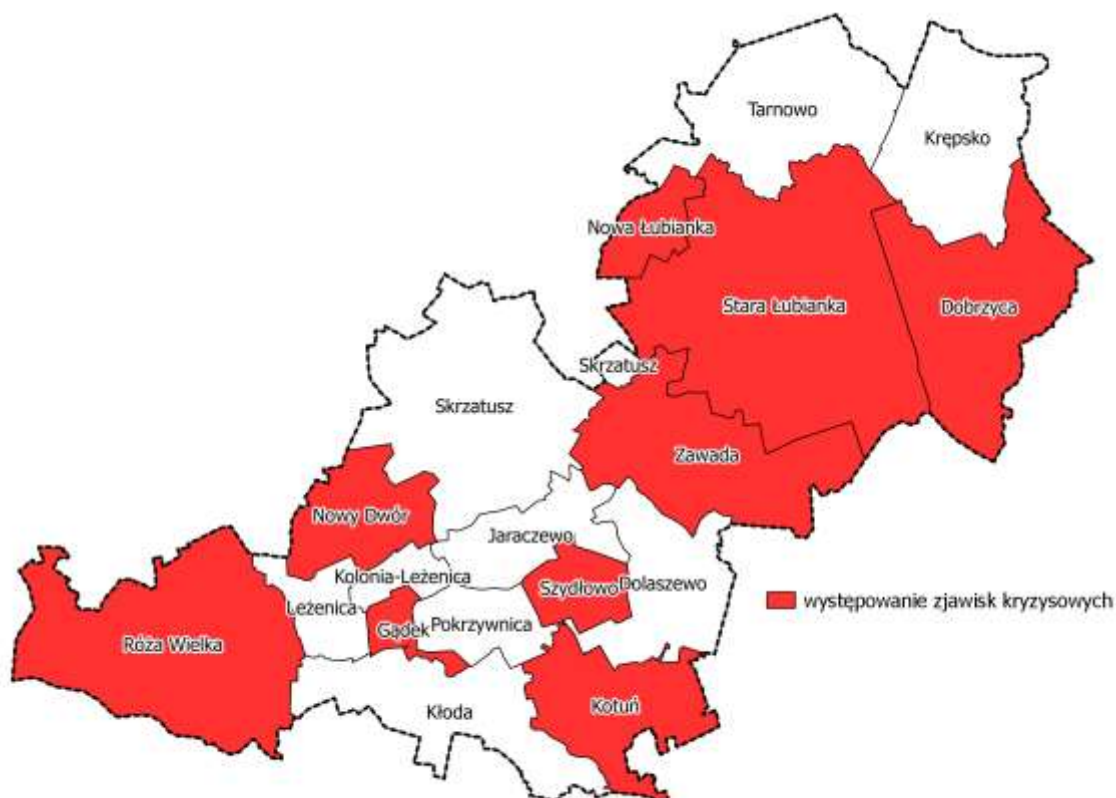 Tarnowo
Krępsko
Nowa Łubianka
Stara Łubianka
Dobrzyca
Skrzatusz
Skrzatusz
Zawada
Nowy Dwór
Jaraczewo
Kolonia-Leżenica
Szydłowo
Dolaszewo
występowanie zjawisk kryzysowych
Leżenica
Gądek
Pokrzywnica
Róża Wielka
Kłoda
Kotuń